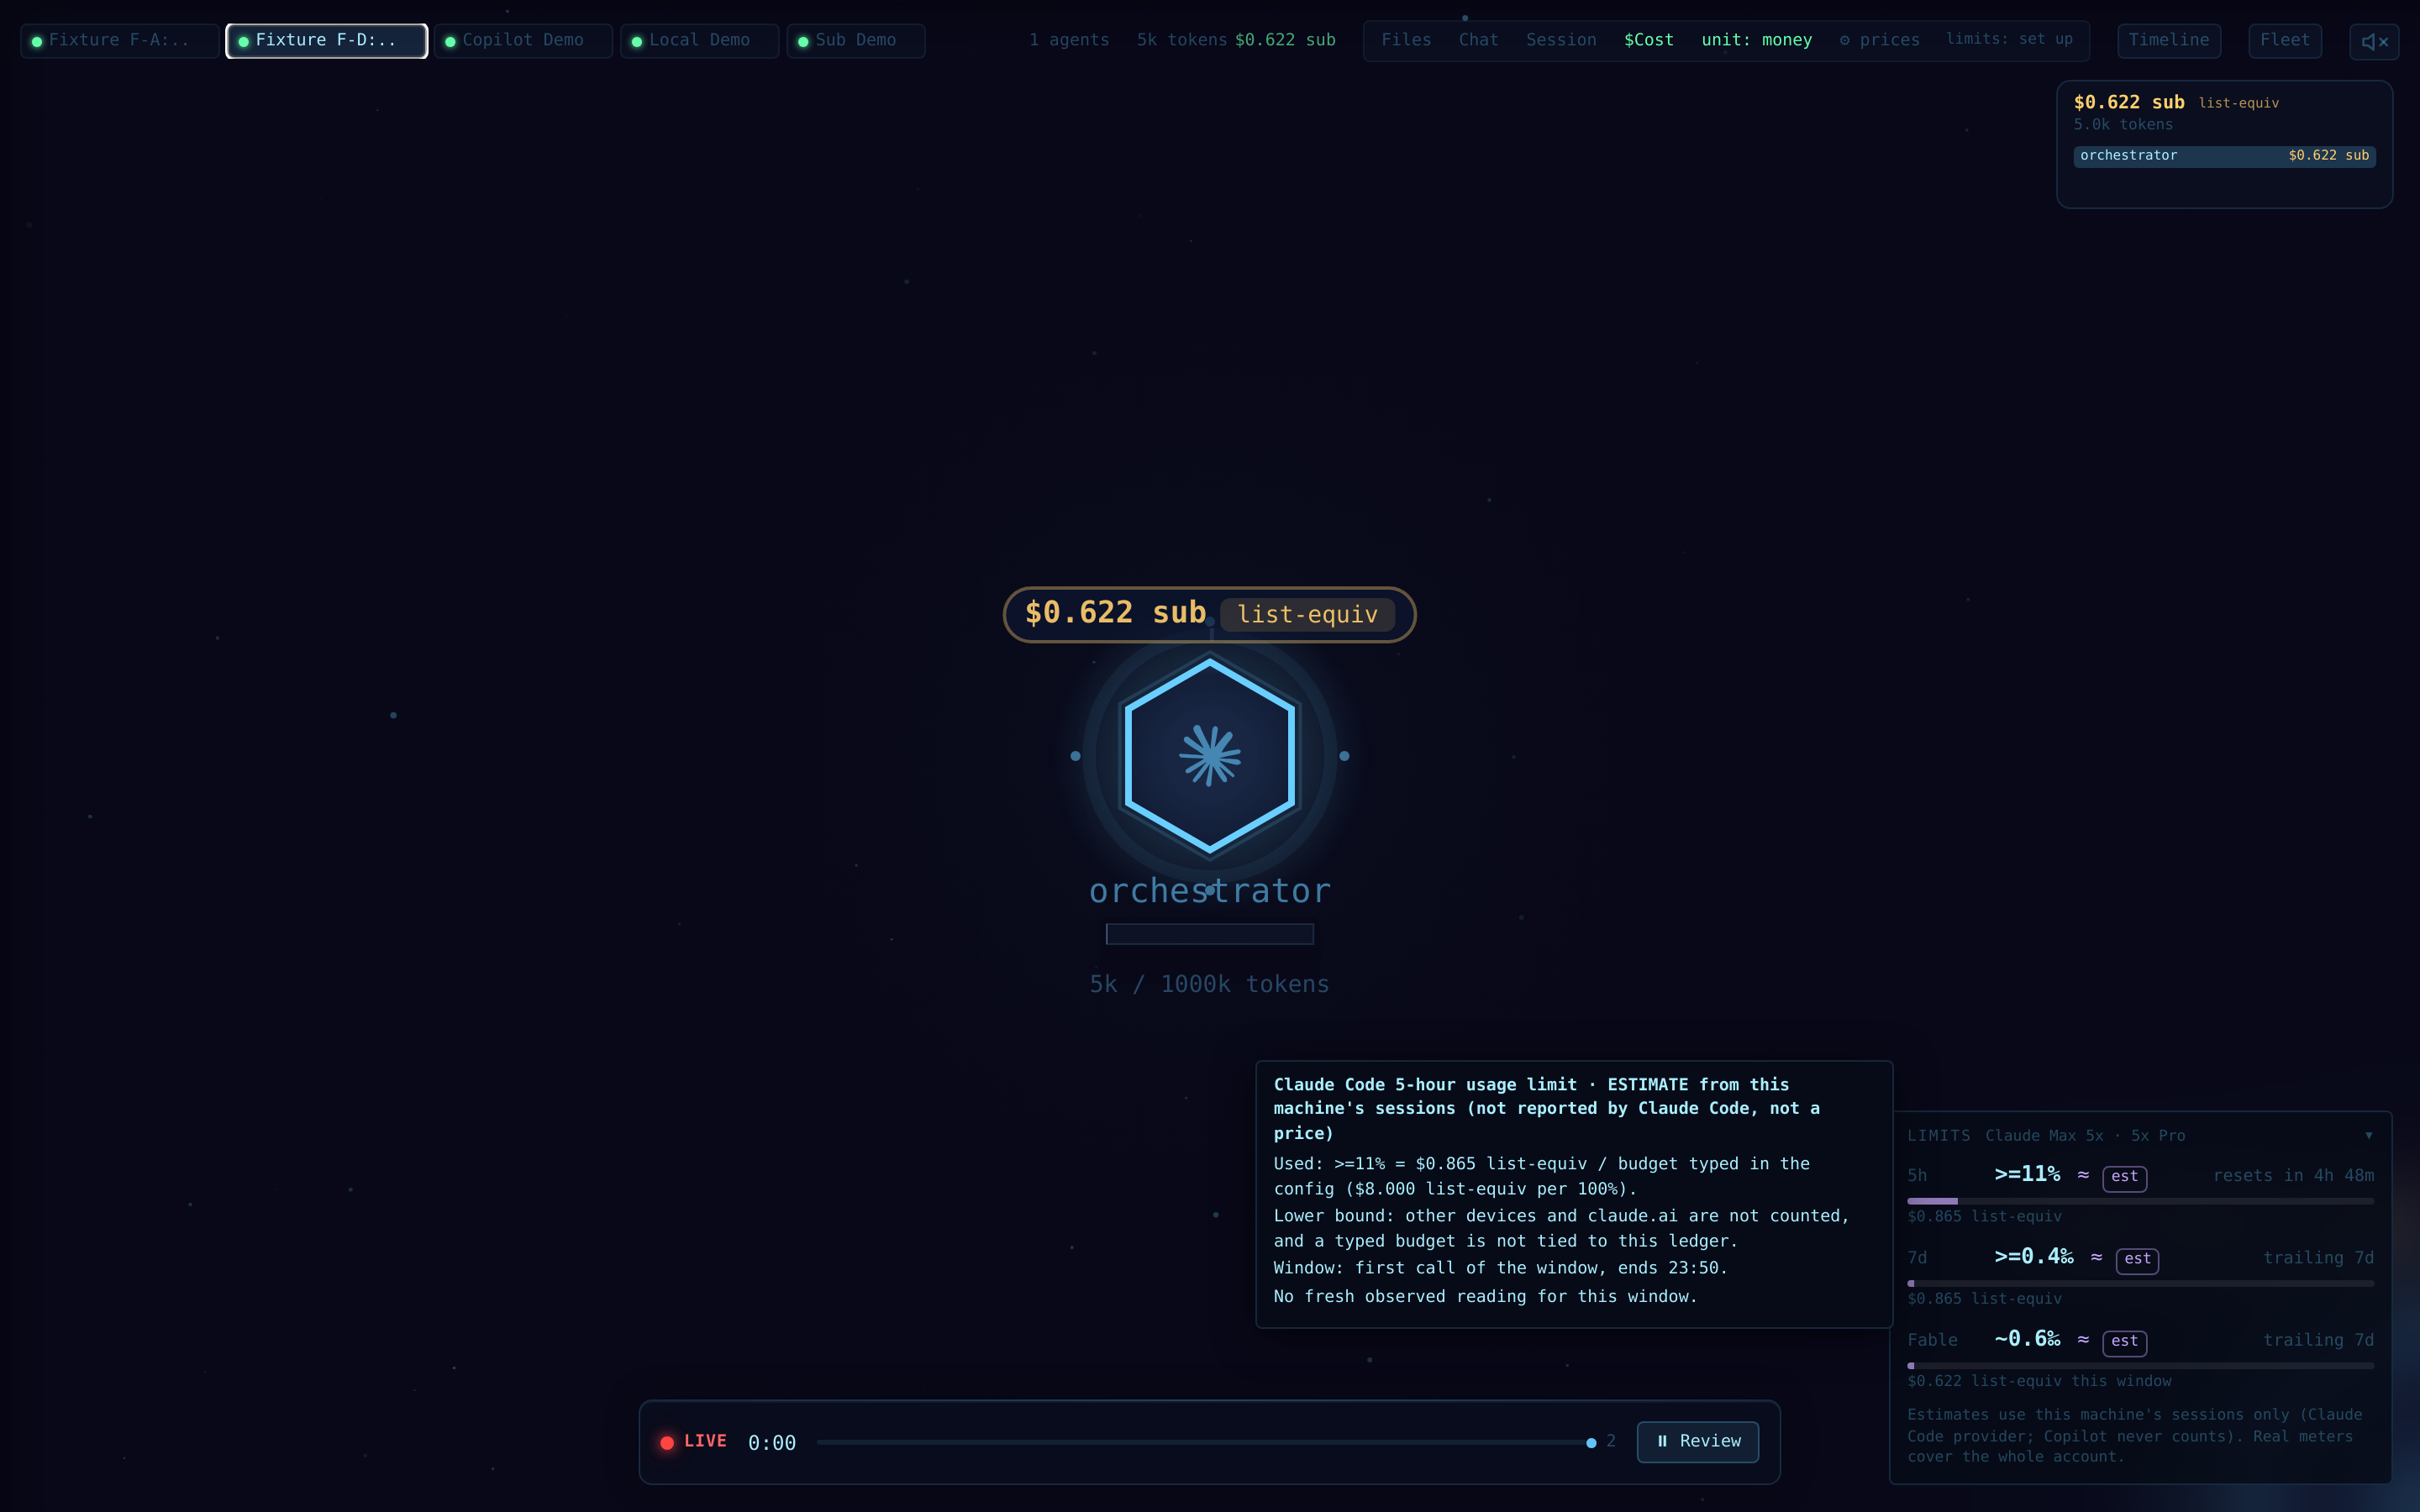 Fixture F-A:..
Fixture F-D:..
Copilot Demo
Local Demo
Sub Demo
1 agents
5k tokens $0.622 sub
Files
Chat
Session
$Cost
unit: money
⚙ prices
limits: set up
Timeline
Fleet
$0.622 sub list-equiv
5.0k tokens
orchestrator $0.622 sub
$0.622 sub list-equiv
orchestrator
5k / 1000k tokens
Claude Code 5-hour usage limit · ESTIMATE from this
machine's sessions (not reported by Claude Code, not a
price)
Used: >=11% = $0.865 list-equiv / budget typed in the
config ($8.000 list-equiv per 100%).
Lower bound: other devices and claude.ai are not counted,
and a typed budget is not tied to this ledger.
Window: first call of the window, ends 23:50.
No fresh observed reading for this window.
LIMITS Claude Max 5x · 5x Pro ▼
5h >=11% ≈ est resets in 4h 48m
$0.865 list-equiv
7d >=0.4‰ ≈ est trailing 7d
$0.865 list-equiv
Fable ~0.6‰ ≈ est trailing 7d
$0.622 list-equiv this window
Estimates use this machine's sessions only (Claude
Code provider; Copilot never counts). Real meters
cover the whole account.
LIVE 0:00 2 Review